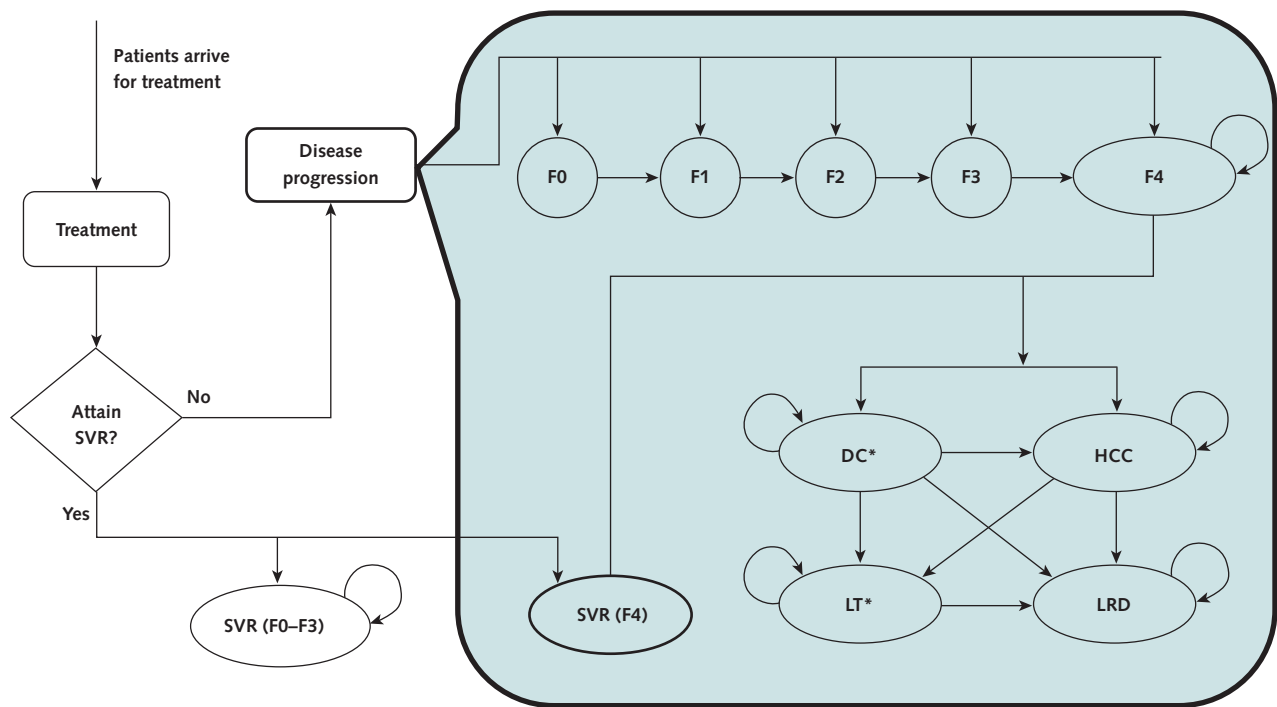 Patients arrive
for treatment
Disease
progression
F0
F1
F2
F3
F4
Treatment
Attain
SVR?
No
Yes
DC*
HCC
SVR (F0–F3)
SVR (F4)
LT*
LRD